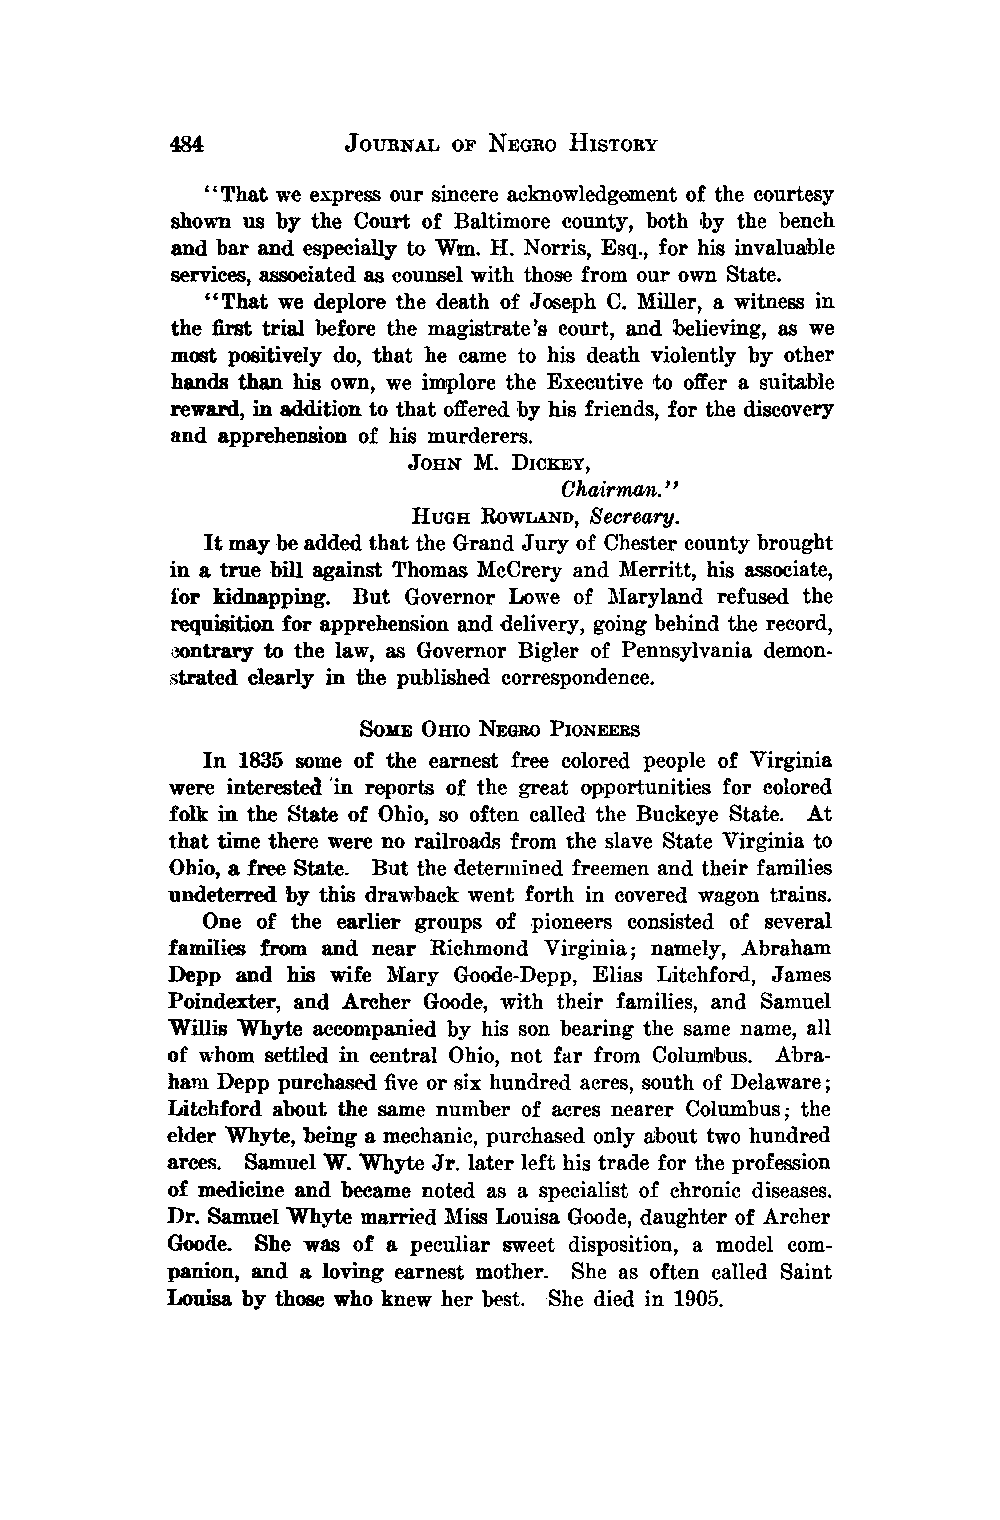 484 JOURNAL OF NEGRO HISTORY
“That we express our sincere acknowledgement of the courtesy
shown us by the Court of Baltimore county, both by the bench
and bar and especially to Wm. H. Norris, Esq., for his invaluable
services, associated as counsel with those from our own State.
“That we deplore the death of Joseph C. Miller, a witness in
the first trial before the magistrate’s court, and believing, as we
most positively do, that he came to his death violently by other
hands than his own, we implore the Executive to offer a suitable
reward, in addition to that offered by his friends, for the discovery
and apprehension of his murderers.
JOHN M. DICKEY,
Chairman.”
HUGH ROWLAND, Secreary.
It may be added that the Grand Jury of Chester county brought
in a true bill against Thomas McCrery and Merritt, his associate,
for kidnapping. But Governor Lowe of Maryland refused the
requisition for apprehension and delivery, going behind the record,
contrary to the law, as Governor Bigler of Pennsylvania demon-
strated clearly in the published correspondence.
SOME OHIO NEGRO PIONEERS
In 1835 some of the earnest free colored people of Virginia
were interested in reports of the great opportunities for colored
folk in the State of Ohio, so often called the Buckeye State. At
that time there were no railroads from the slave State Virginia to
Ohio, a free State. But the determined freemen and their families
undeterred by this drawback went forth in covered wagon trains.
One of the earlier groups of pioneers consisted of several
families from and near Richmond Virginia; namely, Abraham
Depp and his wife Mary Goode-Depp, Elias Litchford, James
Poindexter, and Archer Goode, with their families, and Samuel
Willis Whyte accompanied by his son bearing the same name, all
of whom settled in central Ohio, not far from Columbus. Abra-
ham Depp purchased five or six hundred acres, south of Delaware;
Litchford about the same number of acres nearer Columbus; the
elder Whyte, being a mechanic, purchased only about two hundred
arces. Samuel W. Whyte Jr. later left his trade for the profession
of medicine and became noted as a specialist of chronic diseases.
Dr. Samuel Whyte married Miss Louisa Goode, daughter of Archer
Goode. She was of a peculiar sweet disposition, a model com-
panion, and a loving earnest mother. She as often called Saint
Louisa by those who knew her best. She died in 1905.